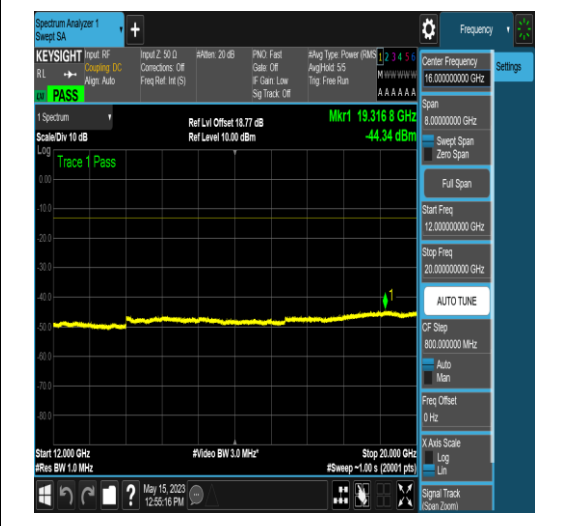 Spectrum Analyzer 1
Swept SA
+
Frequency
KEYSIGHT
RL
PASS
Input: RF
Coupling: DC
Align: Auto
Input Z: 50 Ω
Corrections: Off
Freq Ref: Int (S)
#Atten: 20 dB
PNO: Fast
Gate: Off
IF Gain: Low
Sig Track: Off
#Avg Type: Power (RMS
Avg|Hold: 5/5
Trig: Free Run
1 2 3 4 5 6
M W W W W W
A A A A A A
1 Spectrum
Scale/Div 10 dB
Ref Lvl Offset 18.77 dB
Ref Level 10.00 dBm
Mkr1 19.316 8 GHz
-44.34 dBm
Log
Trace 1 Pass
0.00
-10.0
-20.0
-30.0
-40.0
-50.0
-60.0
-70.0
-80.0
1
Start 12.000 GHz
#Res BW 1.0 MHz
#Video BW 3.0 MHz*
Stop 20.000 GHz
#Sweep ~1.00 s (20001 pts)
May 15, 2023
12:55:16 PM
?
Center Frequency
16.000000000 GHz
Settings
Span
8.00000000 GHz
Swept Span
Zero Span
Full Span
Start Freq
12.000000000 GHz
Stop Freq
20.000000000 GHz
AUTO TUNE
CF Step
800.000000 MHz
Auto
Man
Freq Offset
0 Hz
X Axis Scale
Log
Lin
Signal Track
(Span Zoom)